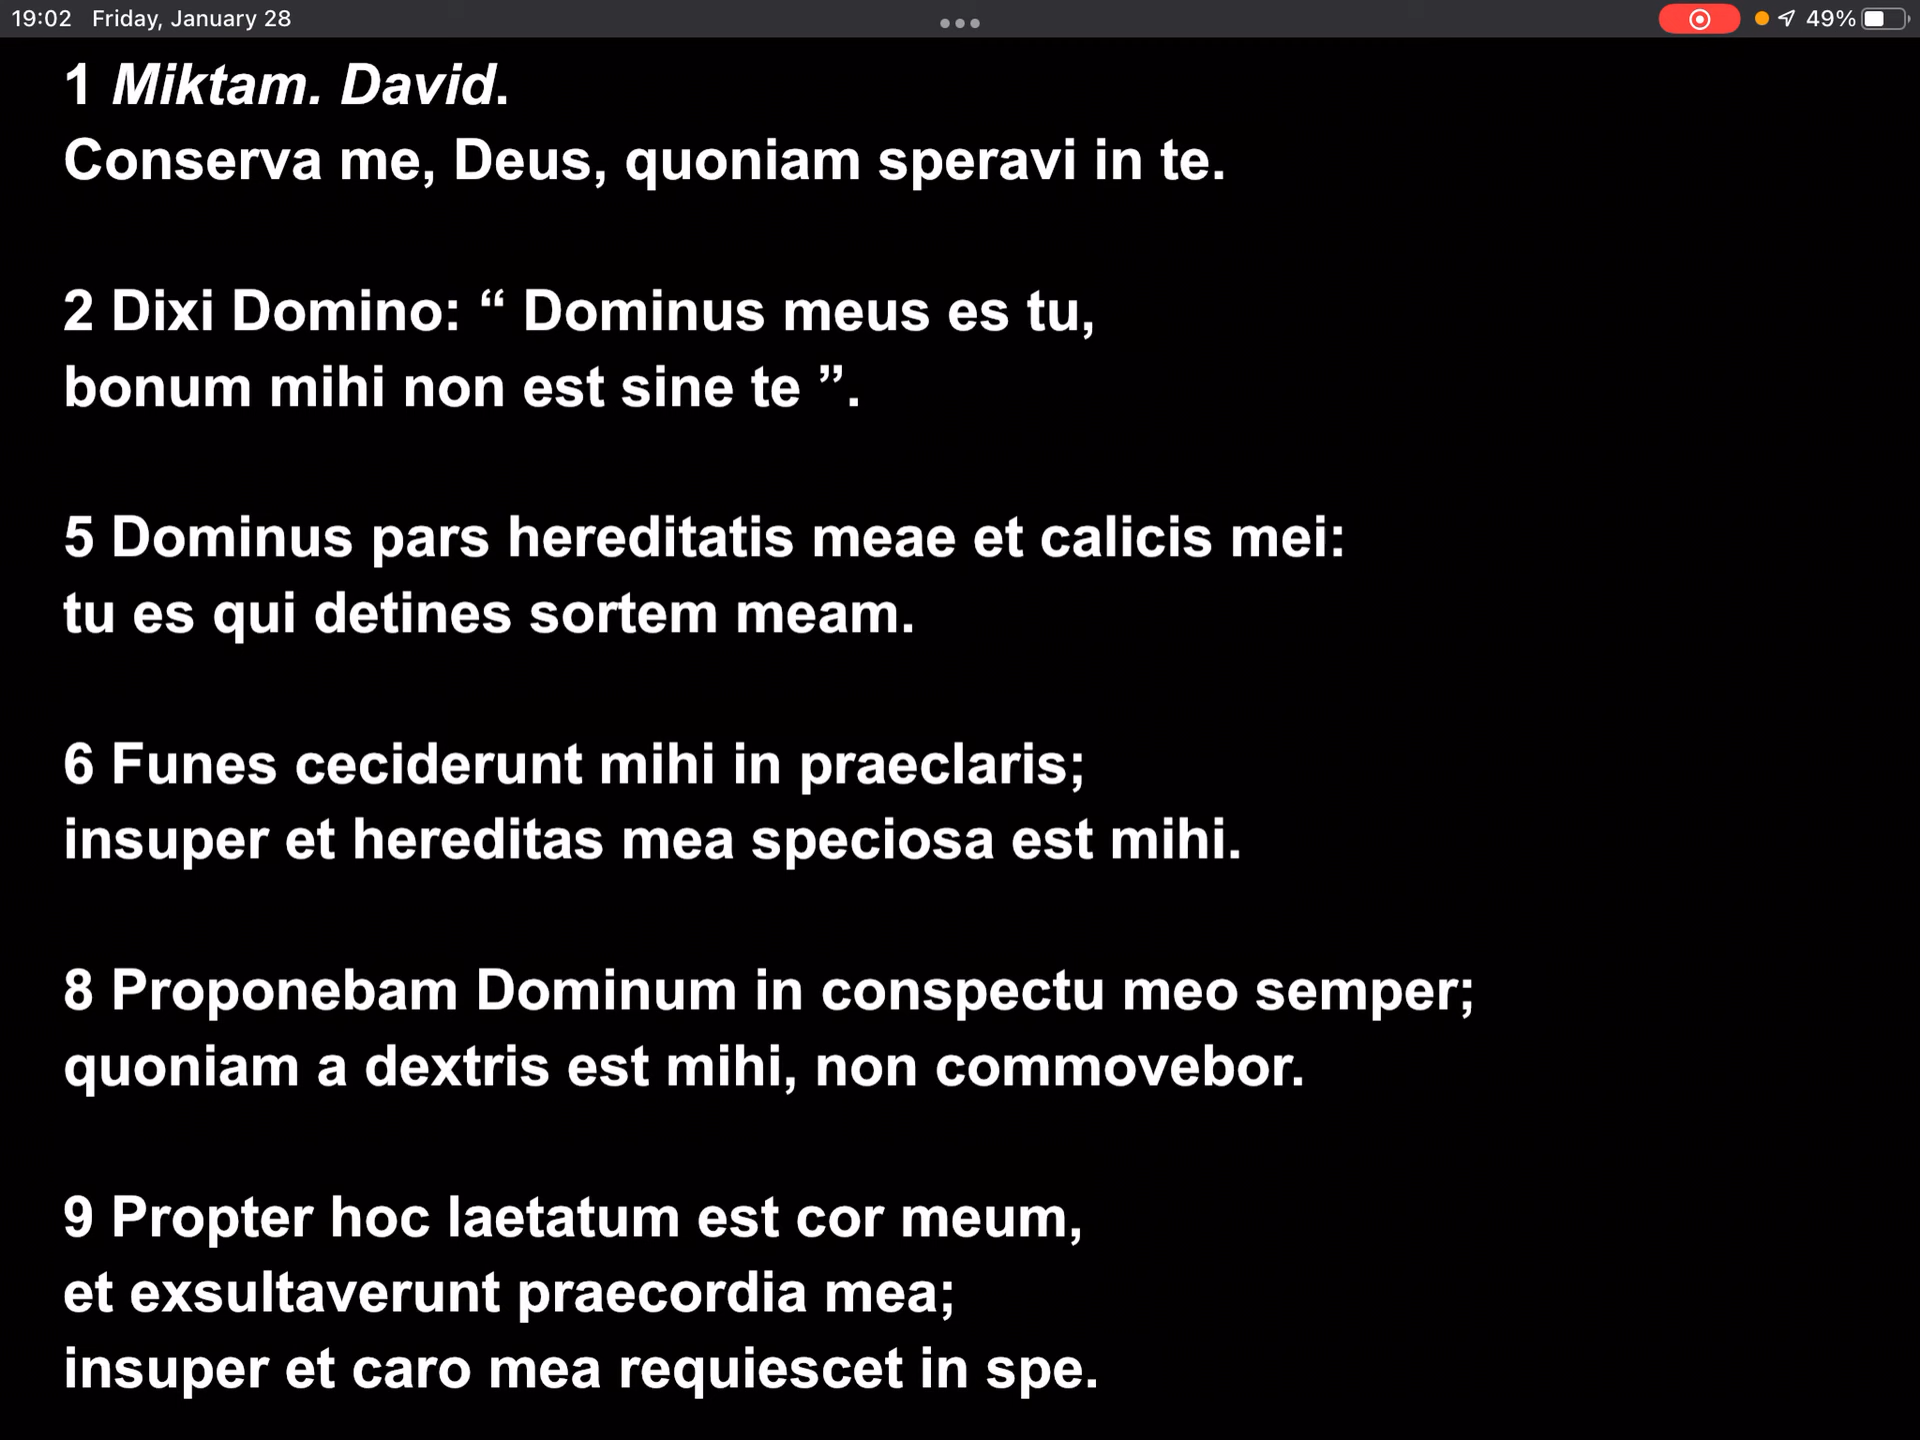 19:02 Friday, January 28
49%
1 Miktam. David.
Conserva me, Deus, quoniam speravi in te.
2 Dixi Domino: “ Dominus meus es tu,
bonum mihi non est sine te ”.
5 Dominus pars hereditatis meae et calicis mei:
tu es qui detines sortem meam.
6 Funes ceciderunt mihi in praeclaris;
insuper et hereditas mea speciosa est mihi.
8 Proponebam Dominum in conspectu meo semper;
quoniam a dextris est mihi, non commovebor.
9 Propter hoc laetatum est cor meum,
et exsultaverunt praecordia mea;
insuper et caro mea requiescet in spe.